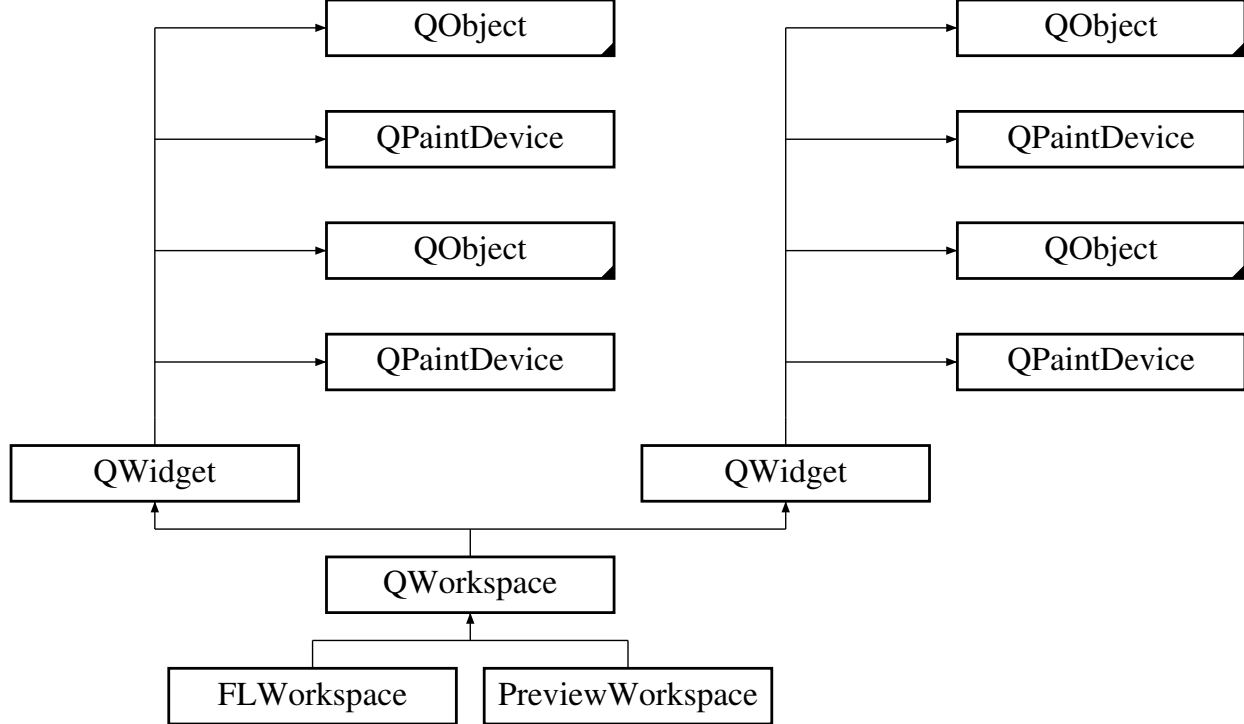 QObject
QObject
QPaintDevice
QPaintDevice
QObject
QObject
QPaintDevice
QPaintDevice
QWidget
QWidget
QWorkspace
FLWorkspace
PreviewWorkspace